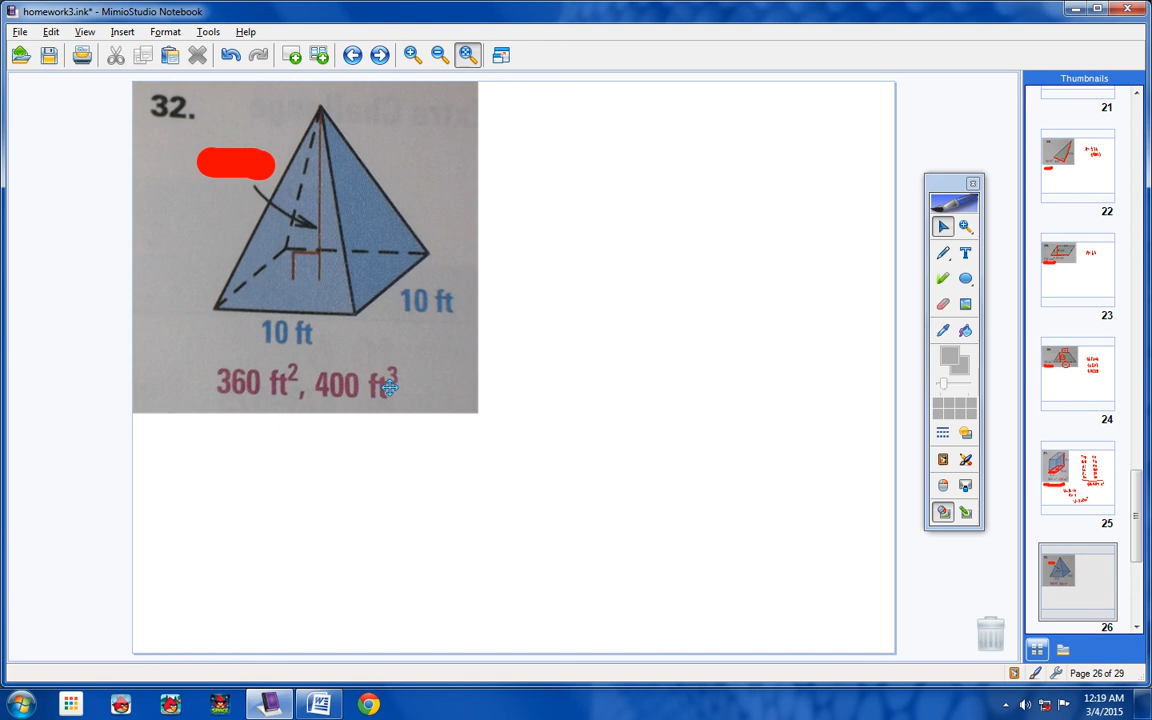 homework3.ink* - MimioStudio Notebook
File Edit View Insert Format Tools Help
Thumbnails
32.
10 ft
10 ft
360 ft², 400 ft³
21
22
23
24
25
26
Page 26 of 29
12:19 AM
3/4/2015